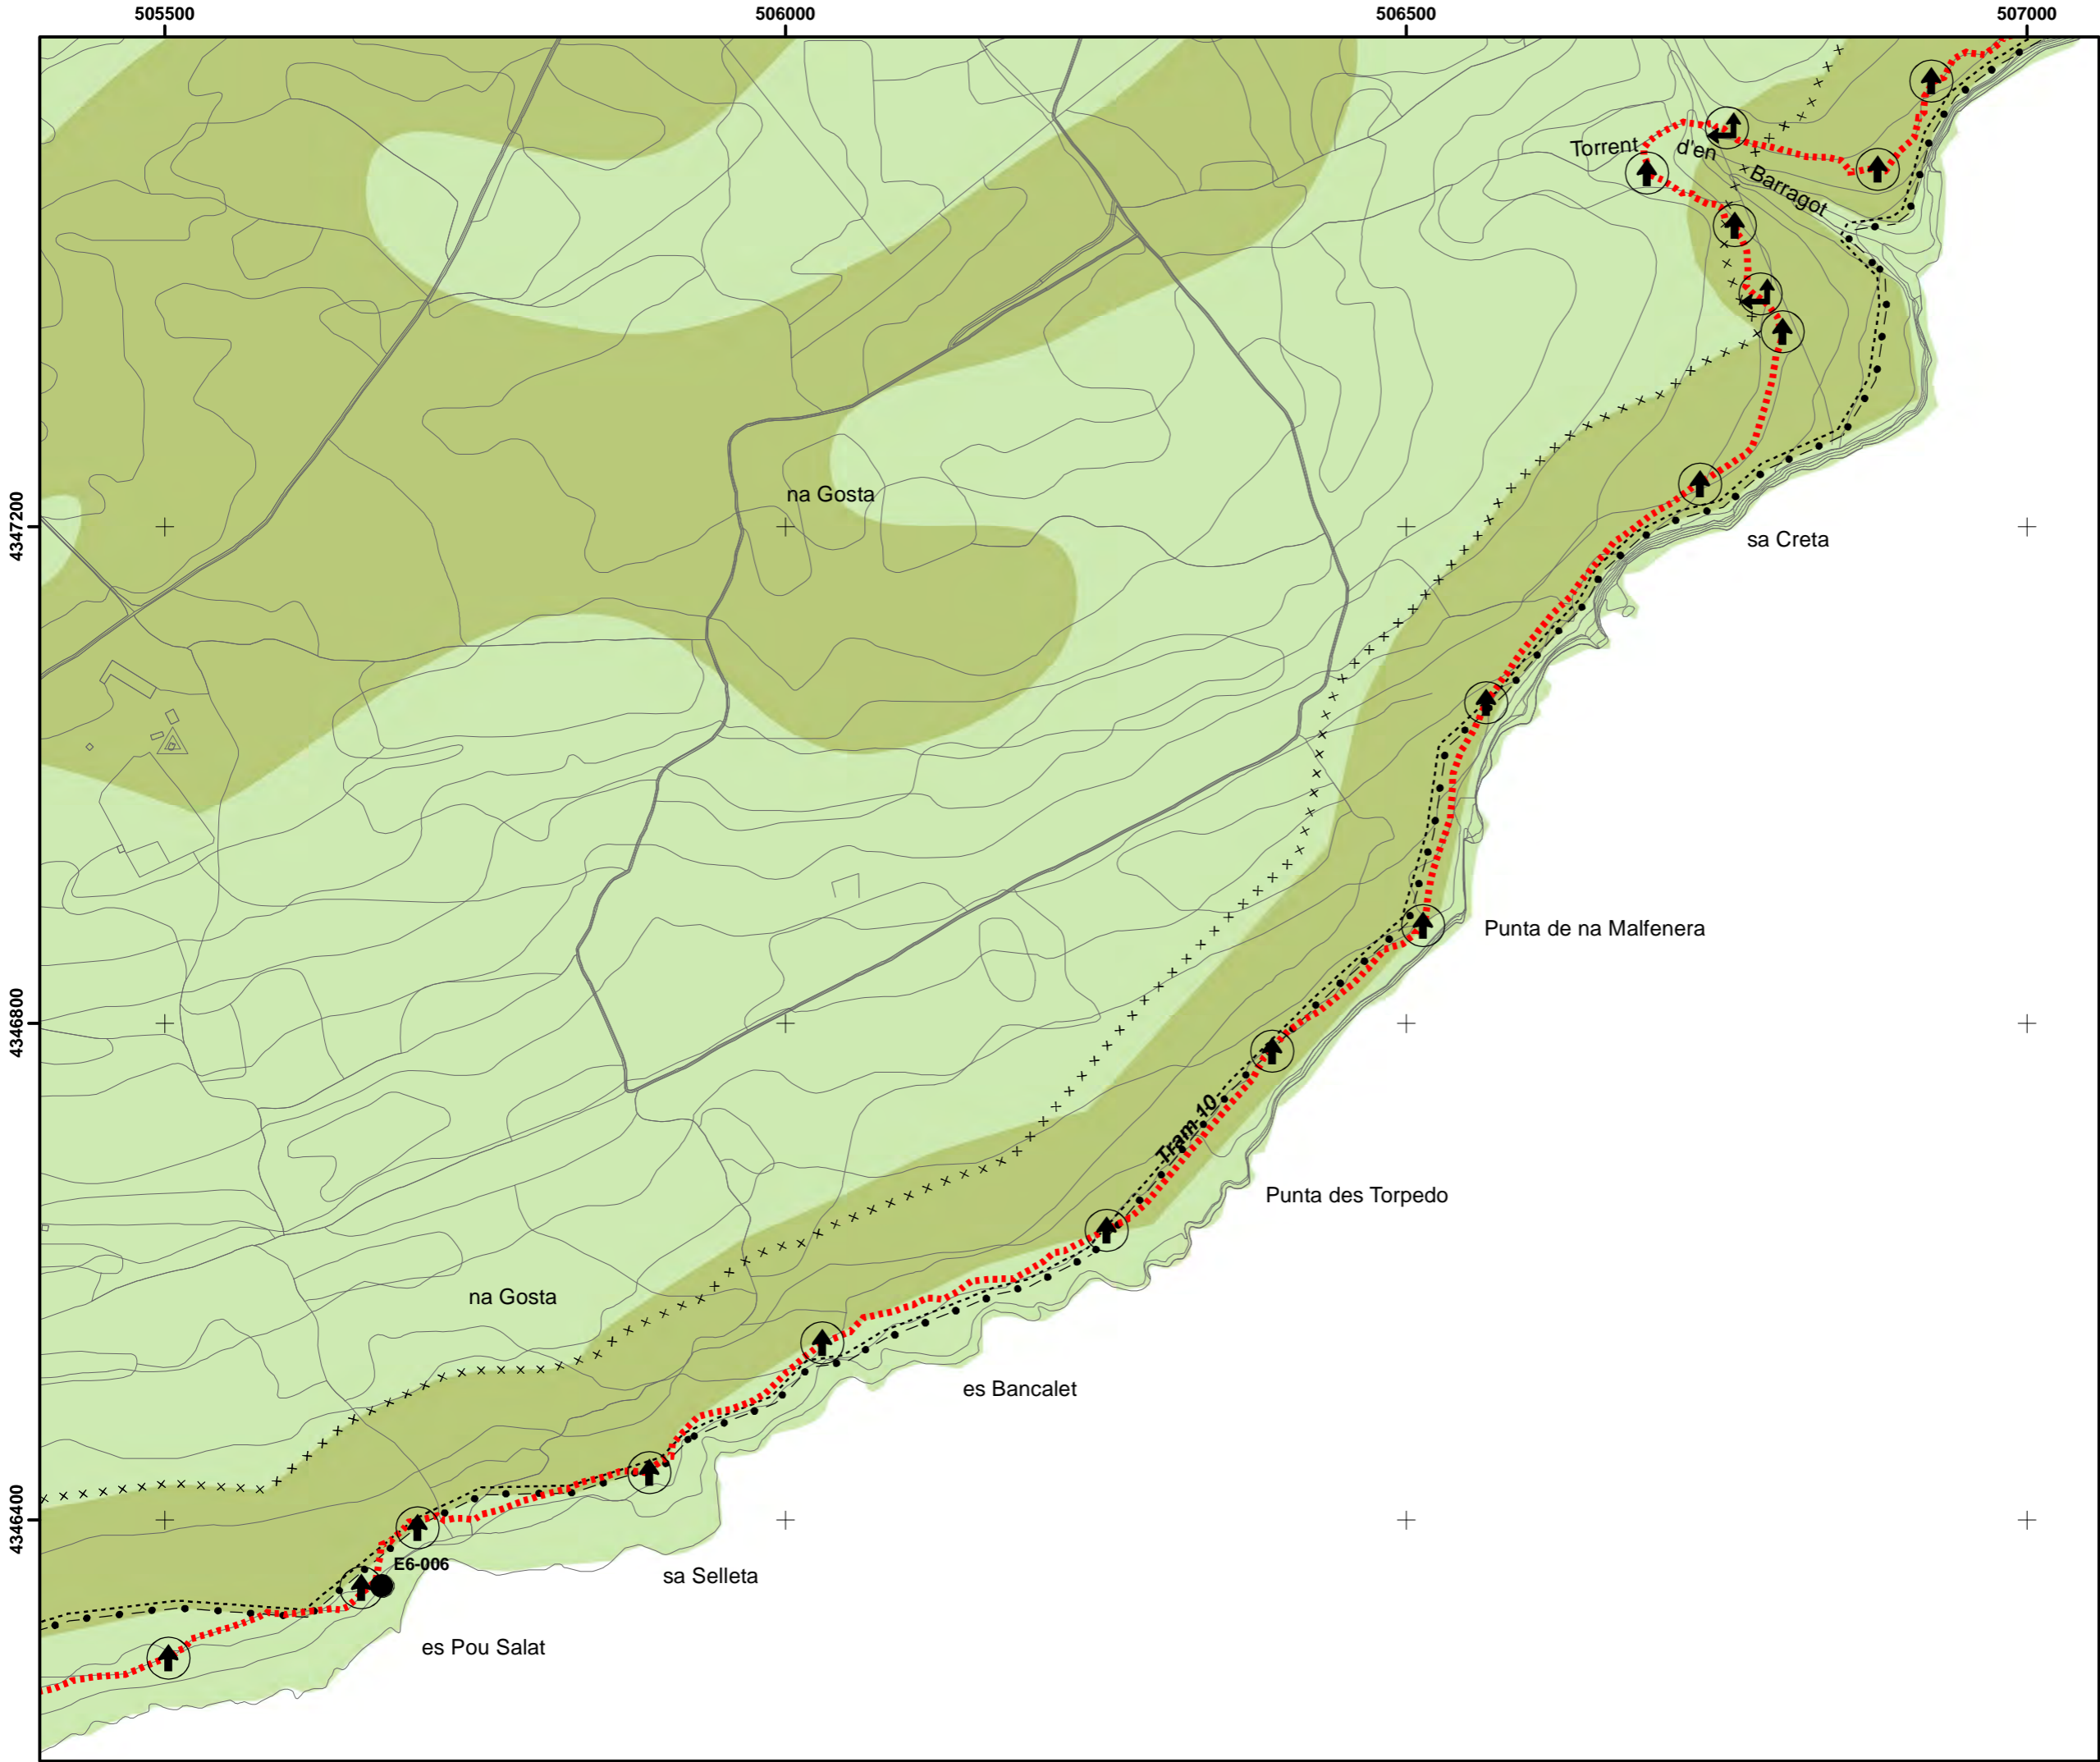 505500
506000
506500
507000
Torrent
d'en
Barragot
na Gosta
4347200
sa Creta
Punta de na Malfenera
4346800
Tram 10
Punta des Torpedo
na Gosta
es Bancalet
4346400
E6-006
sa Selleta
es Pou Salat